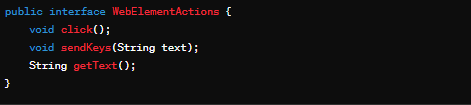 public interface WebElementActions {
    void click();
    void sendKeys(String text);
    String getText();
}